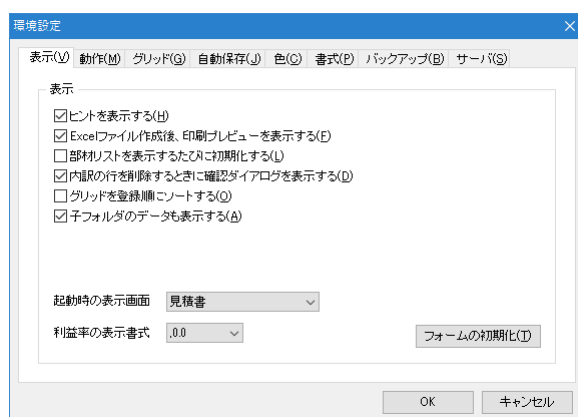 環境設定
表示(V) 動作(M) グリッド(G) 自動保存(J) 色(C) 書式(P) バックアップ(B) サーバ(S)
表示
ヒントを表示する(H)
Excelファイル作成後、印刷プレビューを表示する(F)
部材リストを表示するたびに初期化する(L)
内訳の行を削除するときに確認ダイアログを表示する(D)
グリッドを登録順にソートする(O)
子フォルダのデータも表示する(A)
起動時の表示画面 見積書
利益率の表示書式 ,0.0
フォームの初期化(T)
OK キャンセル